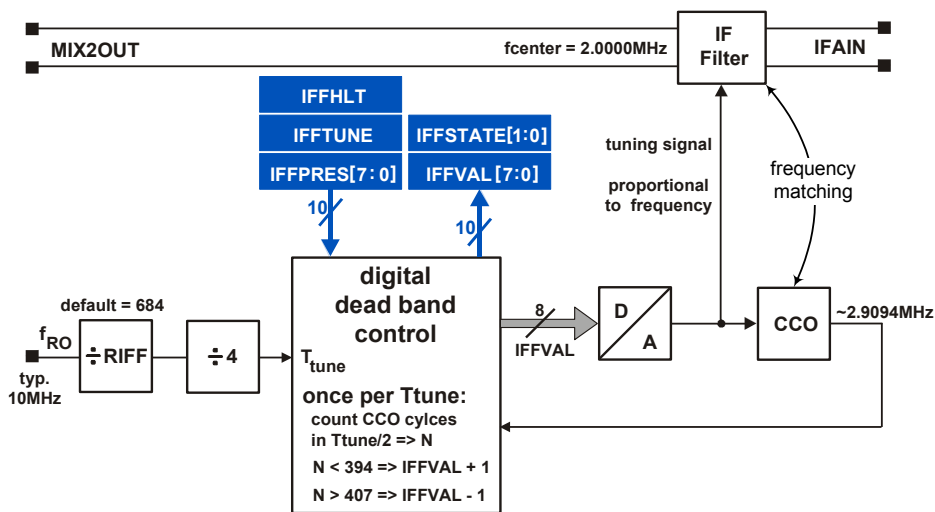 MIX2OUT
fcenter = 2.0000MHz
IF
Filter
IFAIN
IFFHLT
IFFTUNE
IFFPRES[7:0]
IFFSTATE[1:0]
IFFVAL[7:0]
10
10
tuning signal
proportional
to frequency
frequency
matching
default = 684
fRO
typ.
10MHz
÷RIFF
÷4
digital
dead band
control
Ttune
once per Ttune:
count CCO cylces
in Ttune/2 => N
N < 394 => IFFVAL + 1
N > 407 => IFFVAL - 1
8
IFFVAL
D
A
CCO
~2.9094MHz